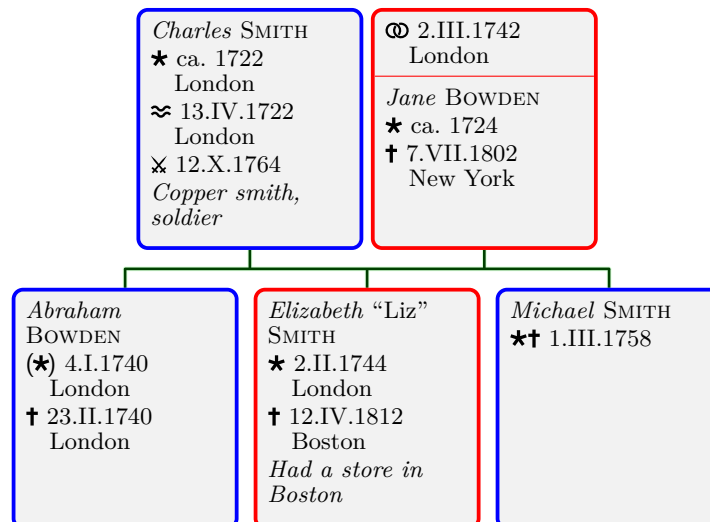 Charles SMITH
* ca. 1722
London
≈ 13.IV.1722
London
⚔ 12.X.1764
Copper smith,
soldier
⚭ 2.III.1742
London
Jane BOWDEN
* ca. 1724
† 7.VII.1802
New York
Abraham
BOWDEN
(*) 4.I.1740
London
† 23.II.1740
London
Elizabeth “Liz”
SMITH
* 2.II.1744
London
† 12.IV.1812
Boston
Had a store in
Boston
Michael SMITH
*† 1.III.1758